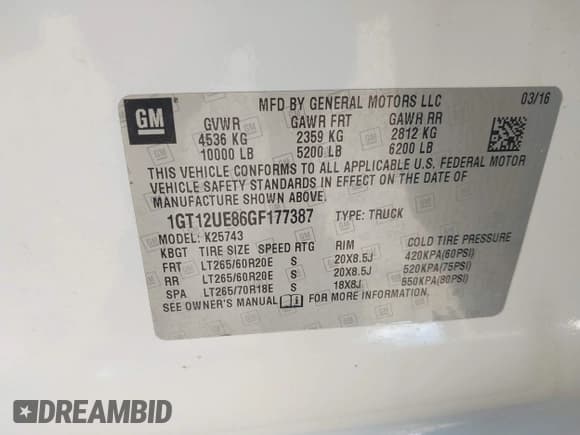 GM
MFD BY GENERAL MOTORS LLC 03/16
GVWR GAWR FRT GAWR RR
4536 KG 2359 KG 2812 KG
10000 LB 5200 LB 6200 LB
THIS VEHICLE CONFORMS TO ALL APPLICABLE U.S. FEDERAL MOTOR
VEHICLE SAFETY STANDARDS IN EFFECT ON THE DATE OF
MANUFACTURE SHOWN ABOVE.
1GT12UE86GF177387 TYPE: TRUCK
MODEL: K25743
KBGT TIRE SIZE SPEED RTG RIM COLD TIRE PRESSURE
FRT LT265/60R20E S 20X8.5J 420KPA(60PSI)
RR LT265/60R20E S 20X8.5J 520KPA(75PSI)
SPA LT265/70R18E S 18X8J 550KPA(80PSI)
SEE OWNER'S MANUAL FOR MORE INFORMATION.
DREAMBID